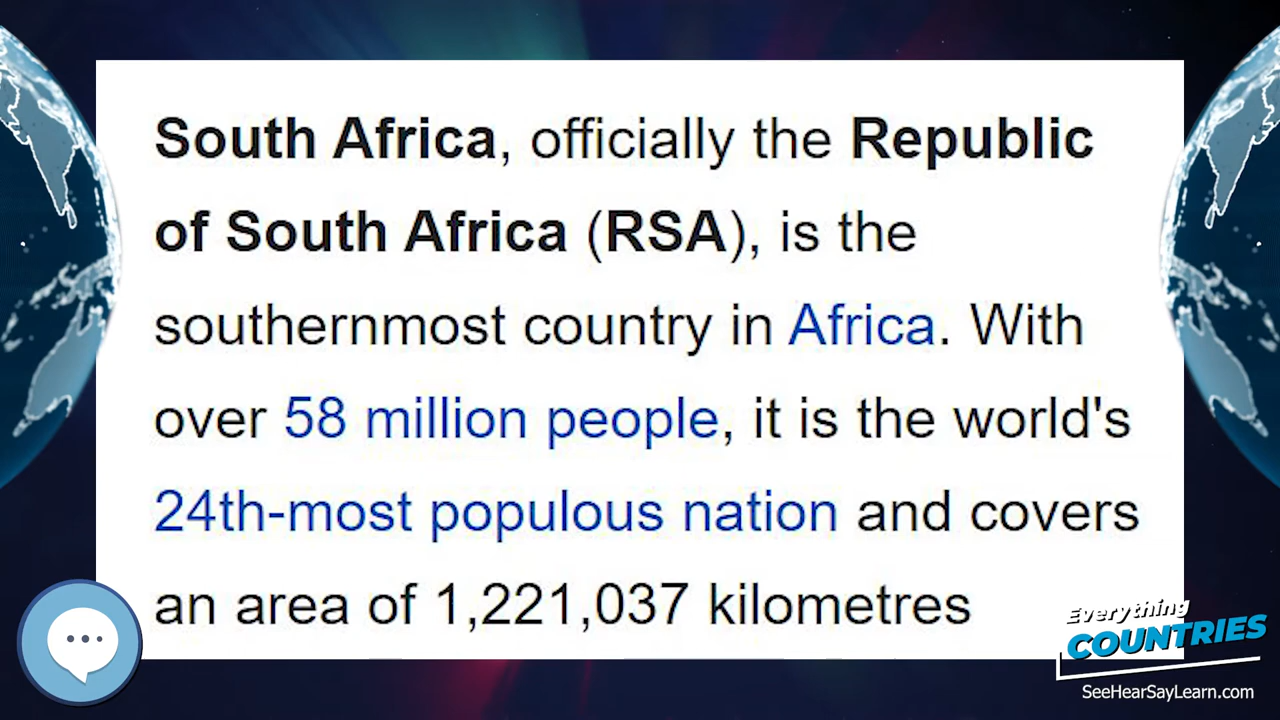 South Africa, officially the Republic
of South Africa (RSA), is the
southernmost country in Africa. With
over 58 million people, it is the world's
24th-most populous nation and covers
an area of 1,221,037 kilometres
Everything
COUNTRIES
SeeHearSayLearn.com